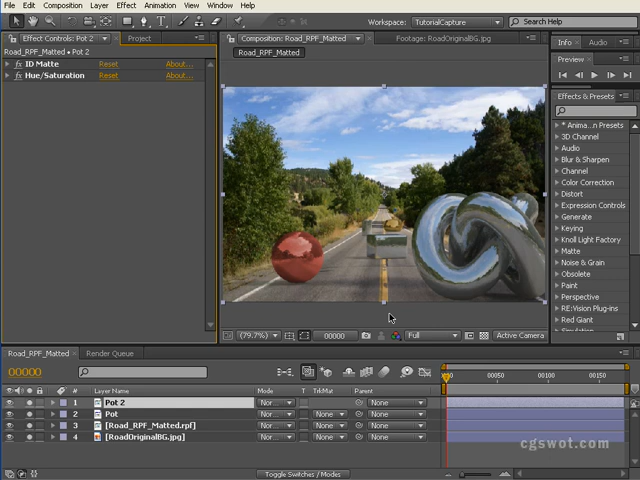 File Edit Composition Layer Effect Animation View Window Help
Workspace: TutorialCapture Search Help
Effect Controls: Pot 2 Project
Composition: Road_RPF_Matted Footage: RoadOriginalBG.jpg
Info Audio
Road_RPF_Matted • Pot 2
Road_RPF_Matted
ID Matte Reset About...
Preview
Hue/Saturation Reset About...
Effects & Presets
* Anima...n Presets
3D Channel
Audio
Blur & Sharpen
Channel
Color Correction
Distort
Expression Controls
Generate
Keying
Knoll Light Factory
Matte
Noise & Grain
Obsolete
Paint
Perspective
RE:Vision Plug-ins
Red Giant
Simulation
(79.7%) 00000 Full Active Camera
Road_RPF_Matted Render Queue
00000
00050 00100 00150
# Layer Name Mode T TrkMat Parent
1 Pot 2 Nor... None
2 Pot Nor... None None
3 [Road_RPF_Matted.rpf] Nor... None None
4 [RoadOriginalBG.jpg] Nor... None None
cgswot.com
Toggle Switches / Modes